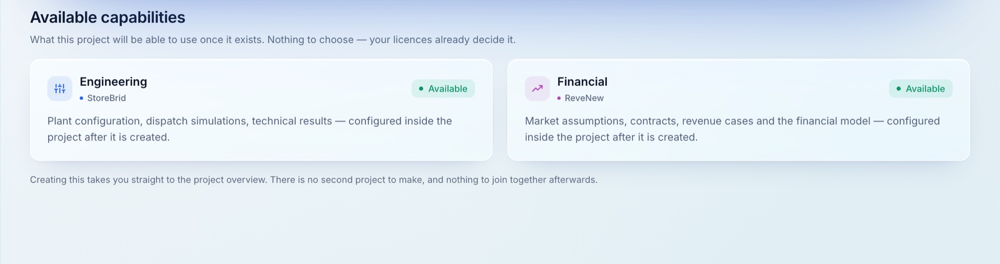 Available capabilities
What this project will be able to use once it exists. Nothing to choose — your licences already decide it.
Engineering
StoreBrid
Available
Plant configuration, dispatch simulations, technical results — configured inside the
project after it is created.
Financial
ReveNew
Available
Market assumptions, contracts, revenue cases and the financial model — configured
inside the project after it is created.
Creating this takes you straight to the project overview. There is no second project to make, and nothing to join together afterwards.